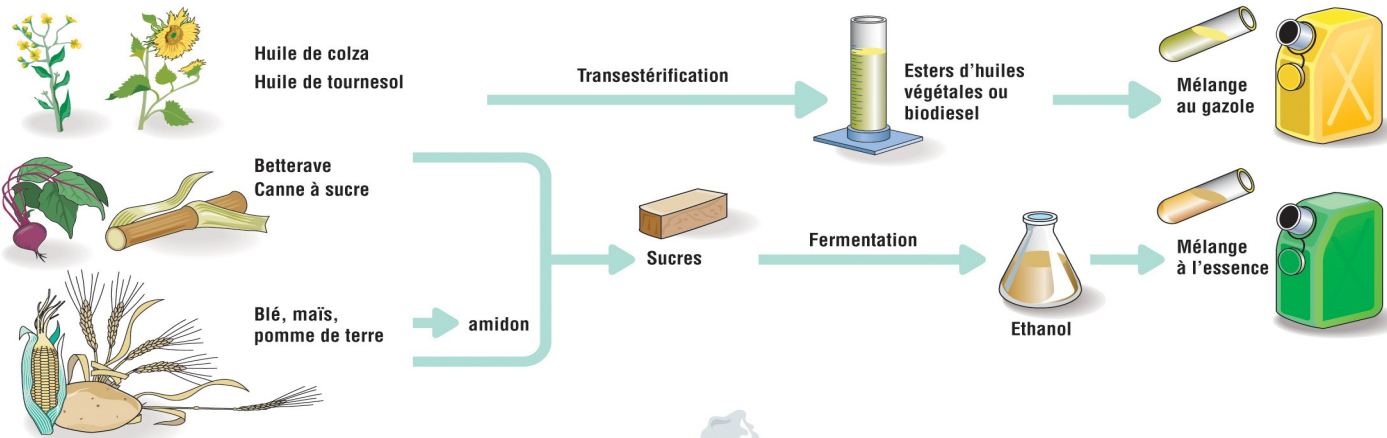 Huile de colza
Huile de tournesol
Transestérification
Esters d'huiles
végétales ou
biodiesel
Mélange
au gazole
Betterave
Canne à sucre
Sucres
Fermentation
Ethanol
Mélange
à l'essence
Blé, maïs,
pomme de terre
amidon